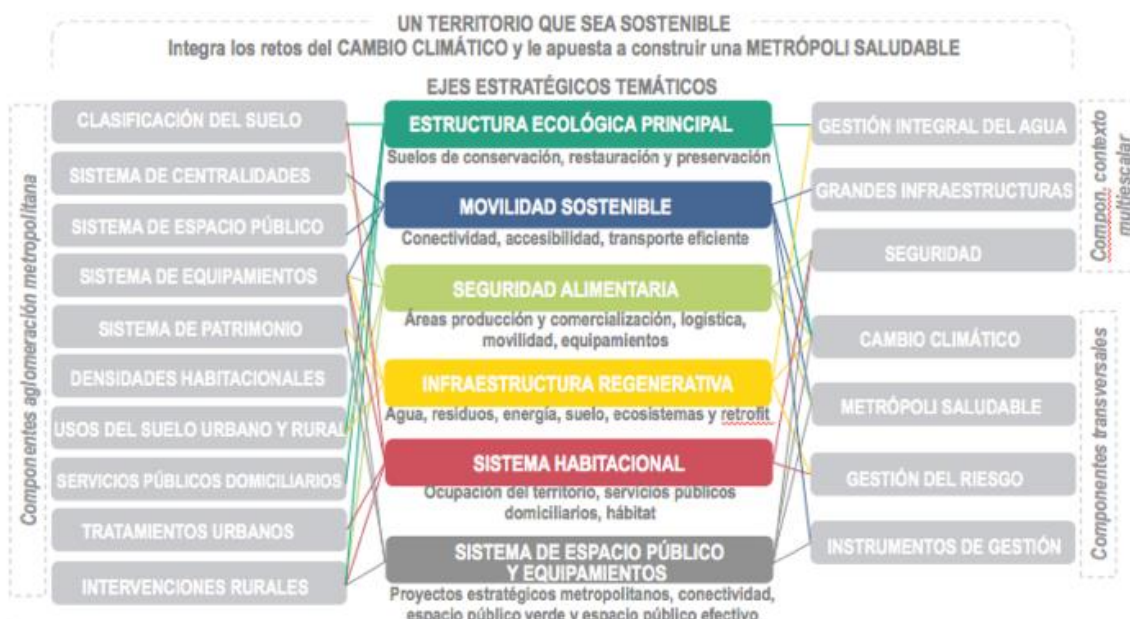 UN TERRITORIO QUE SEA SOSTENIBLE
Integra los retos del CAMBIO CLIMÁTICO y le apuesta a construir una METRÓPOLI SALUDABLE
EJES ESTRATÉGICOS TEMÁTICOS
Componentes aglomeración metropolitana
CLASIFICACIÓN DEL SUELO
SISTEMA DE CENTRALIDADES
SISTEMA DE ESPACIO PÚBLICO
SISTEMA DE EQUIPAMIENTOS
SISTEMA DE PATRIMONIO
DENSIDADES HABITACIONALES
USOS DEL SUELO URBANO Y RURAL
SERVICIOS PÚBLICOS DOMICILIARIOS
TRATAMIENTOS URBANOS
INTERVENCIONES RURALES
ESTRUCTURA ECOLÓGICA PRINCIPAL
Suelos de conservación, restauración y preservación
MOVILIDAD SOSTENIBLE
Conectividad, accesibilidad, transporte eficiente
SEGURIDAD ALIMENTARIA
Áreas producción y comercialización, logística,
movilidad, equipamientos
INFRAESTRUCTURA REGENERATIVA
Agua, residuos, energía, suelo, ecosistemas y retrofit
SISTEMA HABITACIONAL
Ocupación del territorio, servicios públicos
domiciliarios, hábitat
SISTEMA DE ESPACIO PÚBLICO
Y EQUIPAMIENTOS
Proyectos estratégicos metropolitanos, conectividad,
espacio público verde y espacio público efectivo
GESTIÓN INTEGRAL DEL AGUA
GRANDES INFRAESTRUCTURAS
SEGURIDAD
CAMBIO CLIMÁTICO
METRÓPOLI SALUDABLE
GESTIÓN DEL RIESGO
INSTRUMENTOS DE GESTIÓN
Compon. contexto
multiescalar
Componentes transversales